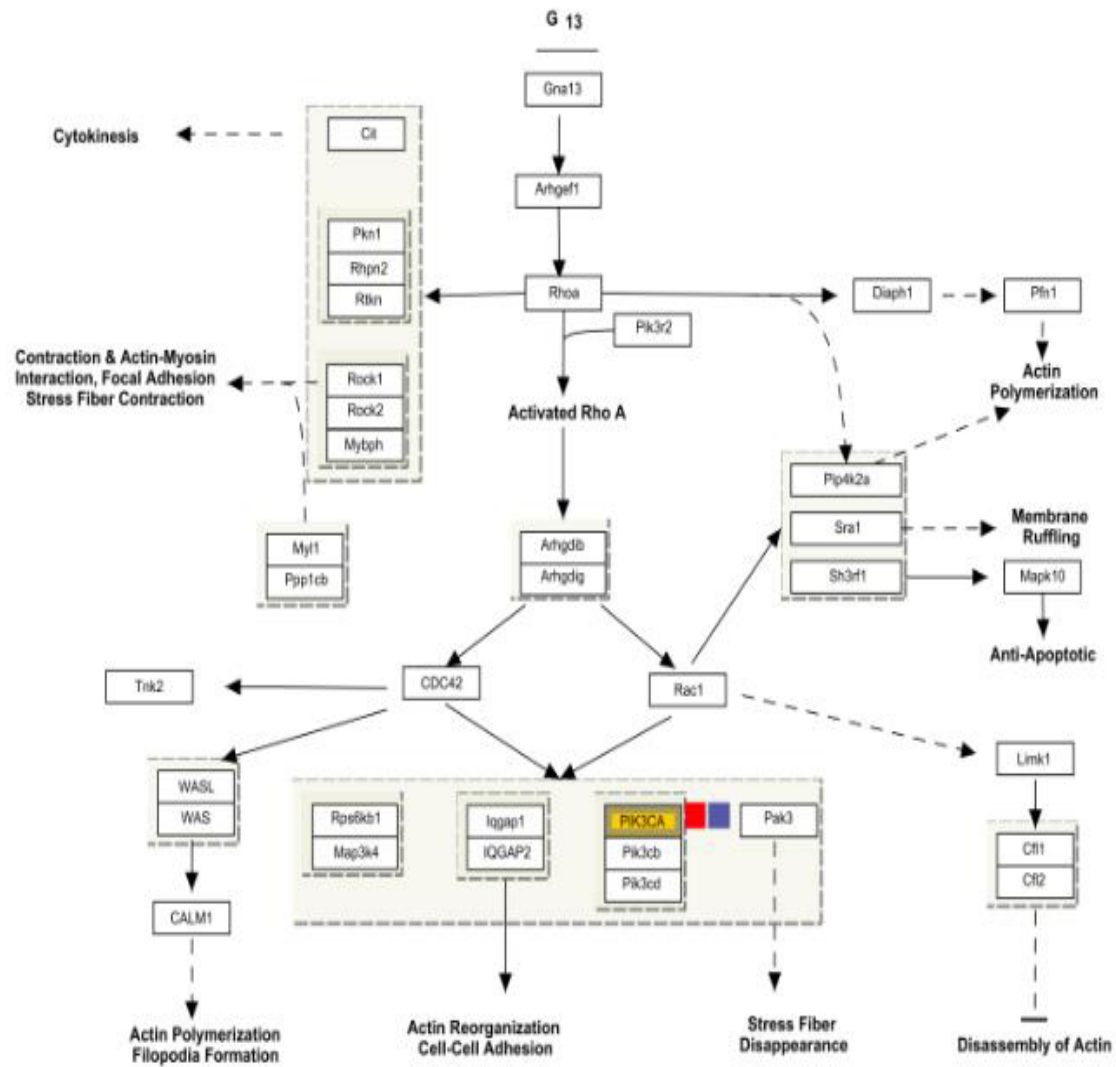 G 13
Gna13
Cytokinesis
Cit
Arhgef1
Pkn1
Rhpn2
Rtkn
Rhoa
Diaph1
Pfn1
Pik3r2
Contraction & Actin-Myosin
Interaction, Focal Adhesion
Stress Fiber Contraction
Rock1
Rock2
Mybph
Activated Rho A
Actin
Polymerization
Pip4k2a
Sra1
Sh3rf1
Membrane
Ruffling
Mapk10
Anti-Apoptotic
Myl1
Ppp1cb
Arhgdib
Arhgdig
Tnk2
CDC42
Rac1
Limk1
WASL
WAS
Rps6kb1
Map3k4
Iqgap1
IQGAP2
PIK3CA
Pik3cb
Pik3cd
Pak3
Cfl1
Cfl2
CALM1
Actin Polymerization
Filopodia Formation
Actin Reorganization
Cell-Cell Adhesion
Stress Fiber
Disappearance
Disassembly of Actin